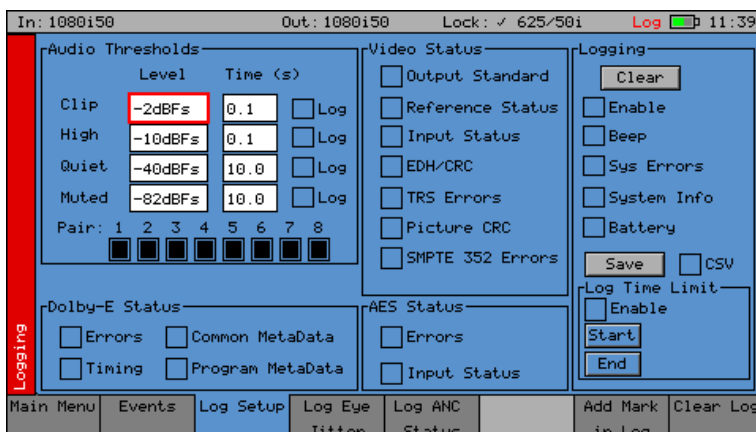 In: 1080i50 Out: 1080i50 Lock: ✓ 625/50i Log 11:39
Audio Thresholds
Level Time (s)
Clip -2dBFs 0.1 Log
High -10dBFs 0.1 Log
Quiet -40dBFs 10.0 Log
Muted -82dBFs 10.0 Log
Pair: 1 2 3 4 5 6 7 8
Video Status
Output Standard
Reference Status
Input Status
EDH/CRC
TRS Errors
Picture CRC
SMPTE 352 Errors
Logging
Clear
Enable
Beep
Sys Errors
System Info
Battery
Save CSV
Log Time Limit
Enable
Start
End
Dolby-E Status
Errors Common MetaData
Timing Program MetaData
AES Status
Errors
Input Status
Logging
Main Menu Events Log Setup Log Eye Log ANC Add Mark Clear Log
Jitter Status in Log